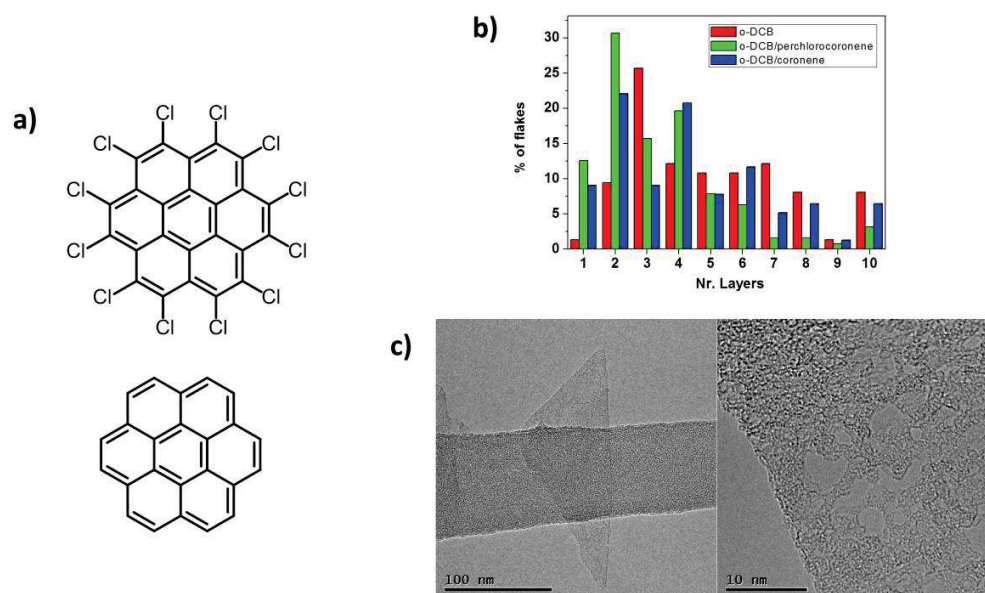 a)
Cl Cl
Cl Cl
Cl Cl
Cl Cl
Cl Cl
Cl Cl
b)
% of flakes
30
25
20
15
10
5
0
o-DCB
o-DCB/perchlorocoronene
o-DCB/coronene
1 2 3 4 5 6 7 8 9 10
Nr. Layers
c)
100 nm
10 nm